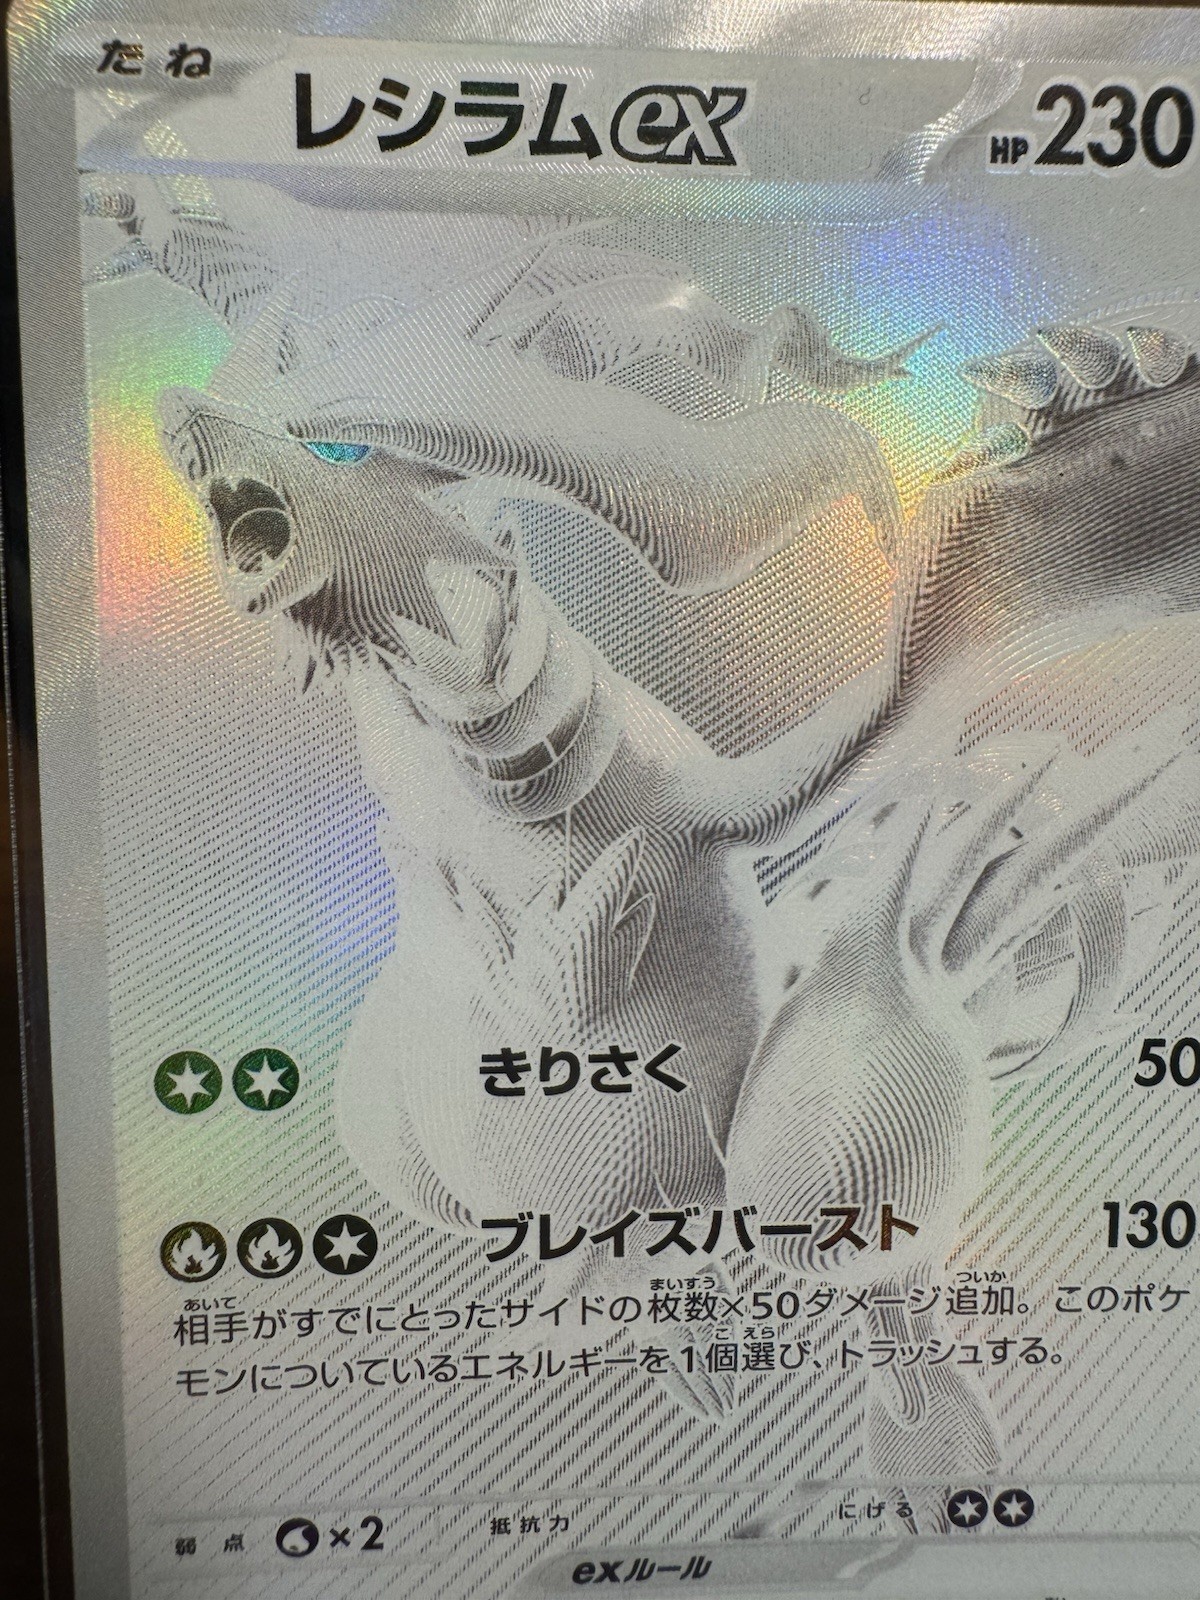 たね レシラムex HP230
きりさく 50
ブレイズバースト 130
相手がすでにとったサイドの枚数×50ダメージ追加。このポケ
モンについているエネルギーを1個選び、トラッシュする。
弱点 ×2 抵抗力 にげる
exルール